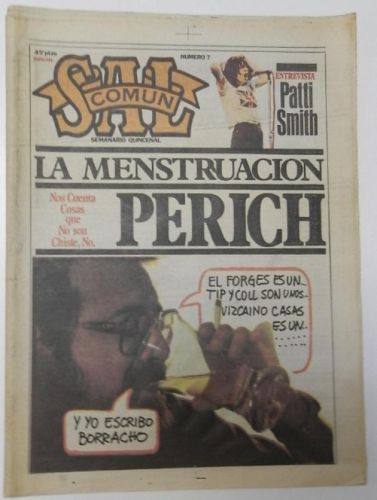 45 ptas
NUMERO 7
SAL
COMUN
SEMANARIO QUINCENAL
ENTREVISTA
Patti
Smith
LA MENSTRUACION
Nos Cuenta
Cosas
que
No son
Chiste, No.
PERICH
EL FORGES ES UN...
TIP Y COLL SON UNOS...
VIZCAINO CASAS
ES UN...
Y YO ESCRIBO
BORRACHO